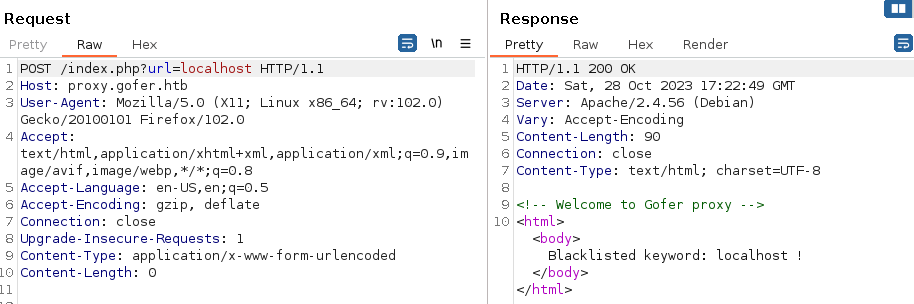 Request
Pretty Raw Hex
\n
1 POST /index.php?url=localhost HTTP/1.1
2 Host: proxy.gofer.htb
3 User-Agent: Mozilla/5.0 (X11; Linux x86_64; rv:102.0)
Gecko/20100101 Firefox/102.0
4 Accept:
text/html,application/xhtml+xml,application/xml;q=0.9,im
age/avif,image/webp,*/*;q=0.8
5 Accept-Language: en-US,en;q=0.5
6 Accept-Encoding: gzip, deflate
7 Connection: close
8 Upgrade-Insecure-Requests: 1
9 Content-Type: application/x-www-form-urlencoded
10 Content-Length: 0
11
Response
Pretty Raw Hex Render
1 HTTP/1.1 200 OK
2 Date: Sat, 28 Oct 2023 17:22:49 GMT
3 Server: Apache/2.4.56 (Debian)
4 Vary: Accept-Encoding
5 Content-Length: 90
6 Connection: close
7 Content-Type: text/html; charset=UTF-8
8
9 <!-- Welcome to Gofer proxy -->
10 <html>
<body>
Blacklisted keyword: localhost !
</body>
</html>